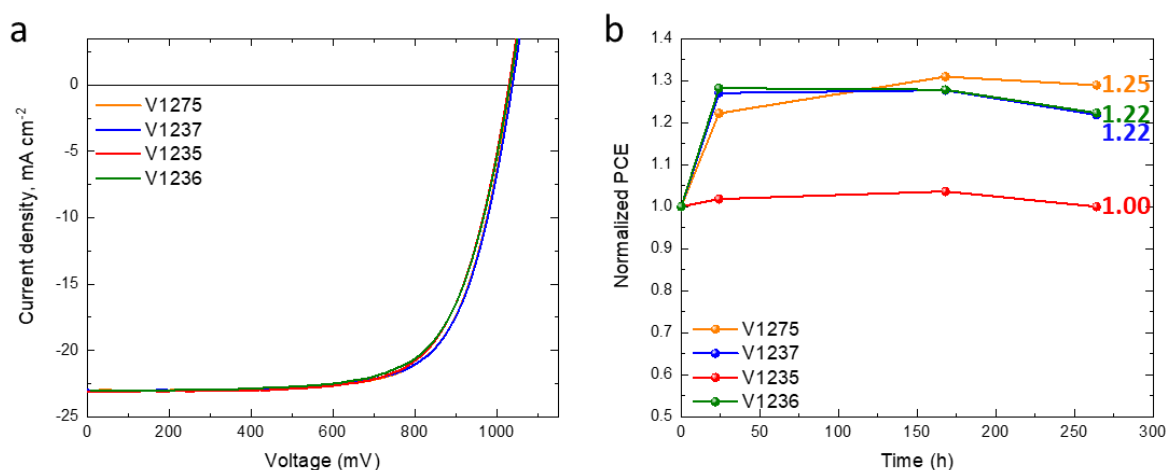 a
0
-5
-10
-15
-20
-25
Current density, mA cm-2
V1275
V1237
V1235
V1236
0
200
400
600
800
1000
Voltage (mV)
b
1.4
1.3
1.2
1.1
1.0
0.9
0.8
0.7
0.6
0.5
Normalized PCE
1.25
1.22
1.22
1.00
V1275
V1237
V1235
V1236
0
50
100
150
200
250
300
Time (h)